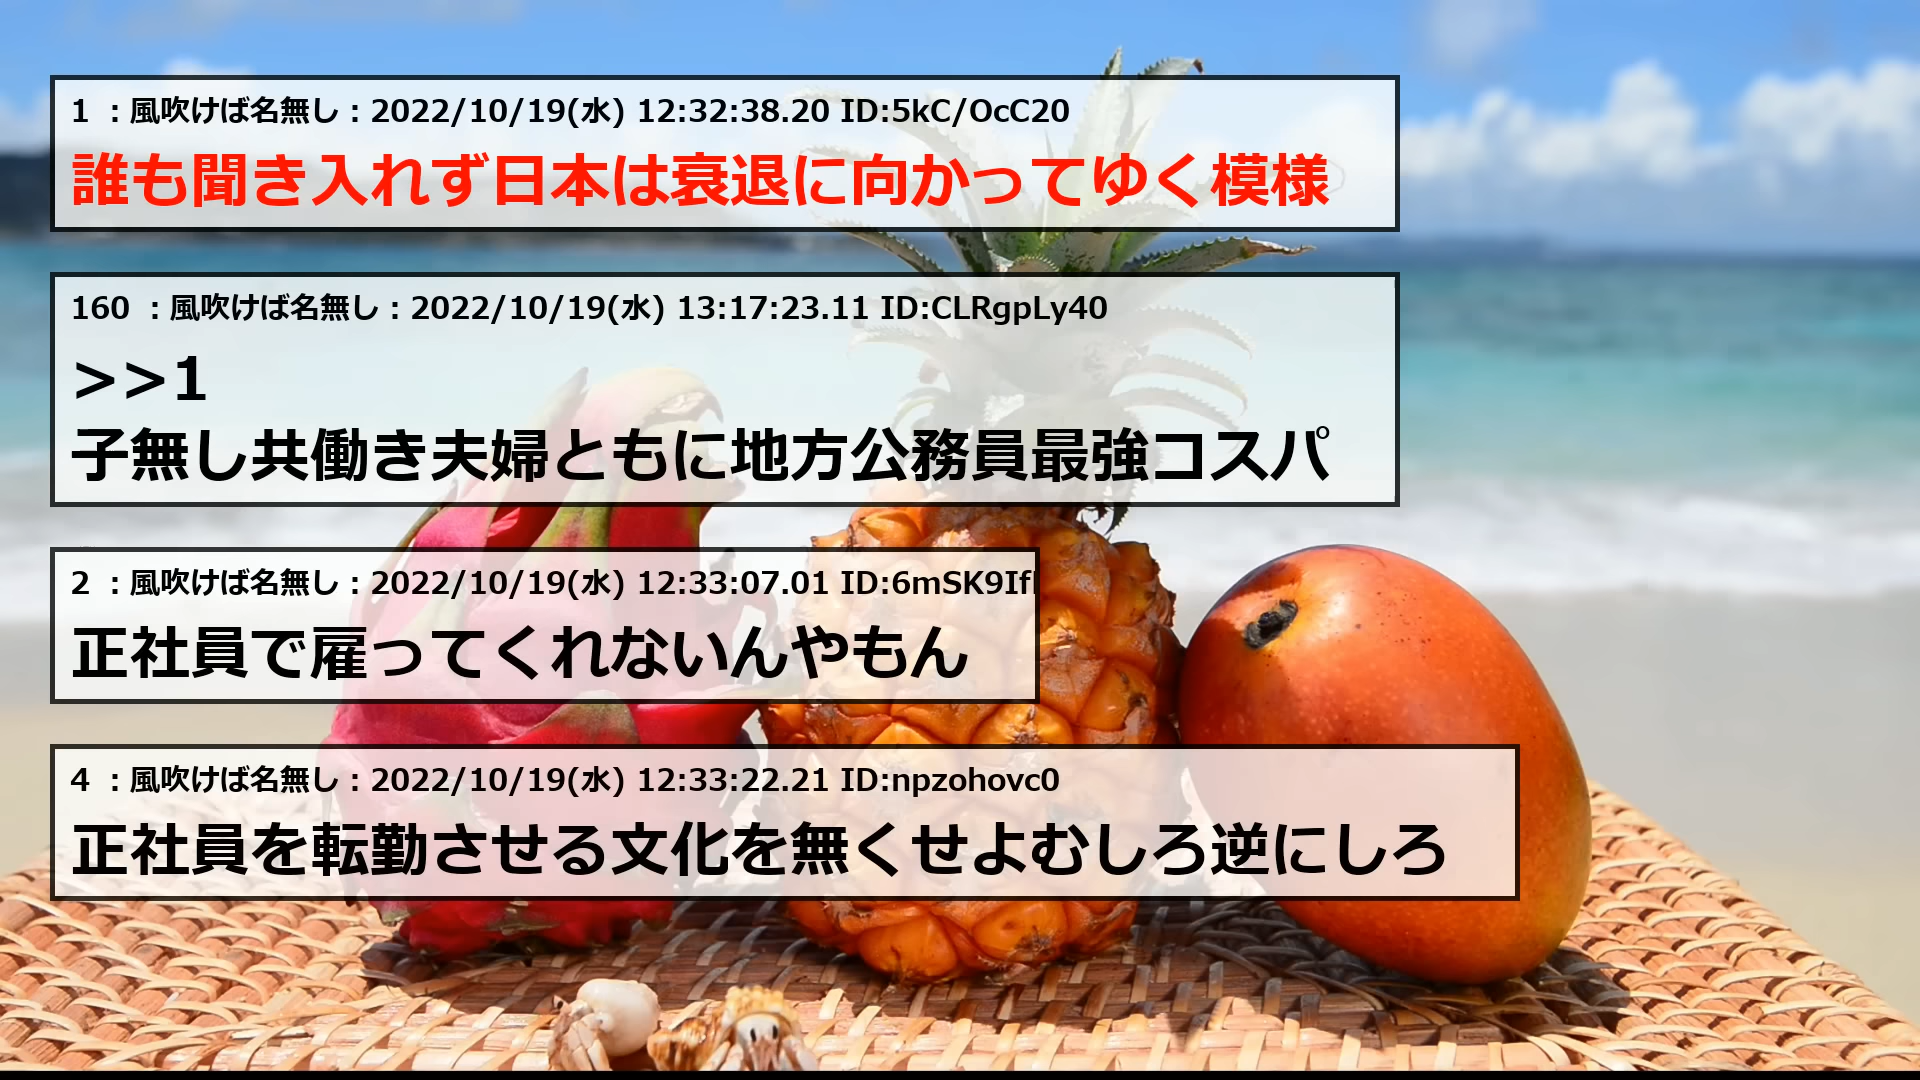 1 ：風吹けば名無し：2022/10/19(水) 12:32:38.20 ID:5kC/OcC20
誰も聞き入れず日本は衰退に向かってゆく模様
160 ：風吹けば名無し：2022/10/19(水) 13:17:23.11 ID:CLRgpLy40
>>1
子無し共働き夫婦ともに地方公務員最強コスパ
2 ：風吹けば名無し：2022/10/19(水) 12:33:07.01 ID:6mSK9If
正社員で雇ってくれないんやもん
4 ：風吹けば名無し：2022/10/19(水) 12:33:22.21 ID:npzohovc0
正社員を転勤させる文化を無くせよむしろ逆にしろ